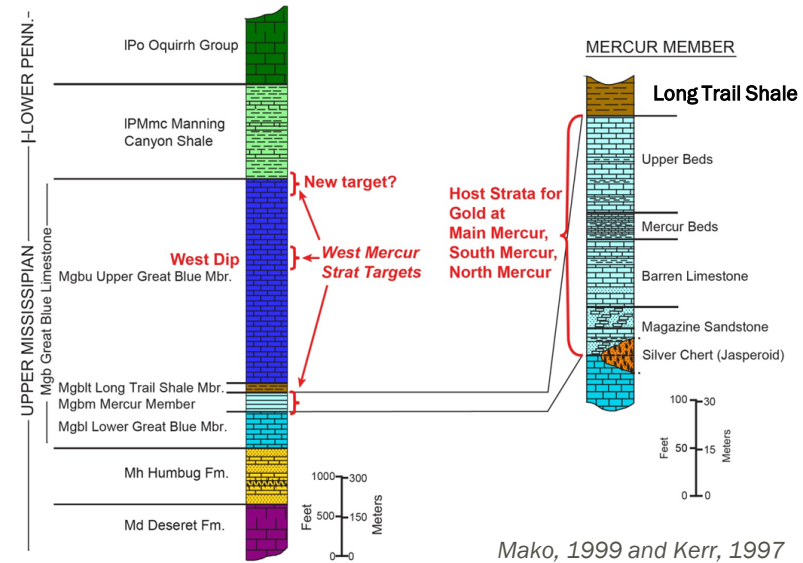 IPo Oquirrh Group
IPMmc Manning
Canyon Shale
Mgbu Upper Great Blue Mbr.
Mgblt Long Trail Shale Mbr.
Mgbm Mercur Member
Mgbl Lower Great Blue Mbr.
Mh Humbug Fm.
Md Deseret Fm.
LOWER PENN.
UPPER MISSISSIPIAN
Mgb Great Blue Limestone
New target?
West Dip
West Mercur
Strat Targets
1000
500
0
Feet
300
150
0
Meters
Host Strata for
Gold at
Main Mercur,
South Mercur,
North Mercur
MERCUR MEMBER
Long Trail Shale
Upper Beds
Mercur Beds
Barren Limestone
Magazine Sandstone
Silver Chert (Jasperoid)
100
50
0
Feet
30
15
0
Meters
Mako, 1999 and Kerr, 1997